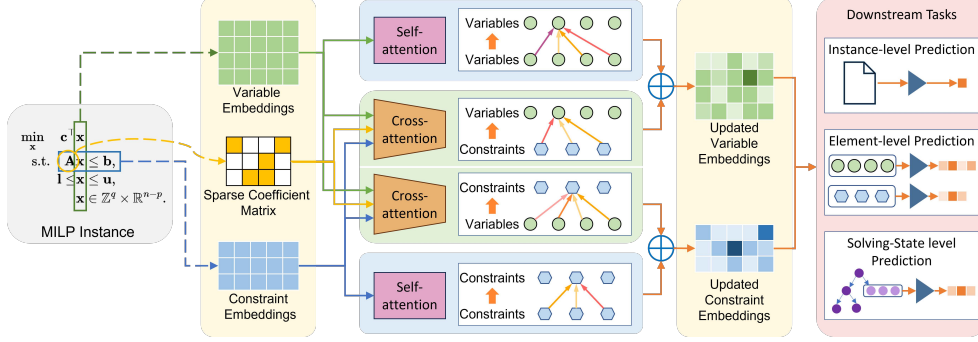 min x c⊤x
s.t. Ax ≤ b,
l ≤ x ≤ u,
x ∈ ℤ^q × ℝ^{n−p}.
MILP Instance
Variable
Embeddings
Sparse Coefficient
Matrix
Constraint
Embeddings
Self-
attention
Variables
Variables
Cross-
attention
Variables
Constraints
Cross-
attention
Constraints
Variables
Self-
attention
Constraints
Constraints
Updated
Variable
Embeddings
Updated
Constraint
Embeddings
Downstream Tasks
Instance-level Prediction
Element-level Prediction
Solving-State level
Prediction